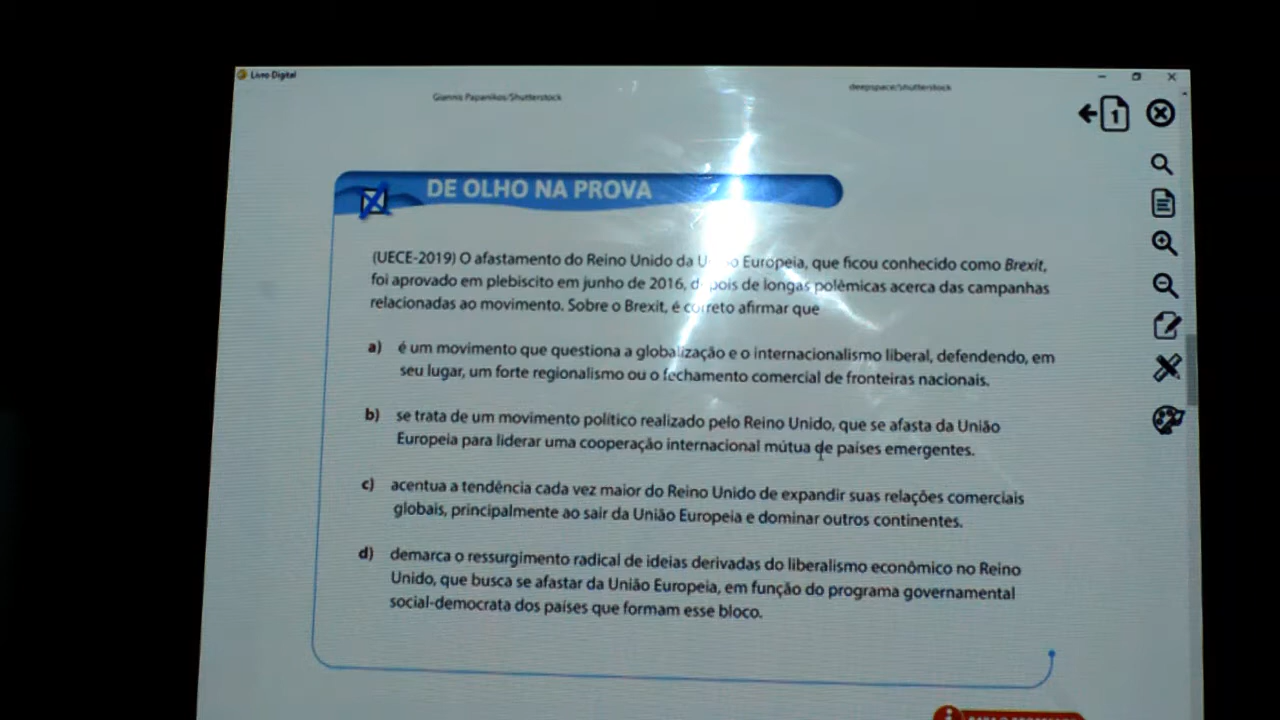 Livro Digital
Giannis Papanikos/Shutterstock
deepspace/Shutterstock
1
DE OLHO NA PROVA
(UECE-2019) O afastamento do Reino Unido da U o Europeia, que ficou conhecido como Brexit,
foi aprovado em plebiscito em junho de 2016, d pois de longas polêmicas acerca das campanhas
relacionadas ao movimento. Sobre o Brexit, é correto afirmar que
a) é um movimento que questiona a globalização e o internacionalismo liberal, defendendo, em
seu lugar, um forte regionalismo ou o fechamento comercial de fronteiras nacionais.
b) se trata de um movimento político realizado pelo Reino Unido, que se afasta da União
Europeia para liderar uma cooperação internacional mútua de países emergentes.
c) acentua a tendência cada vez maior do Reino Unido de expandir suas relações comerciais
globais, principalmente ao sair da União Europeia e dominar outros continentes.
d) demarca o ressurgimento radical de ideias derivadas do liberalismo econômico no Reino
Unido, que busca se afastar da União Europeia, em função do programa governamental
social-democrata dos países que formam esse bloco.